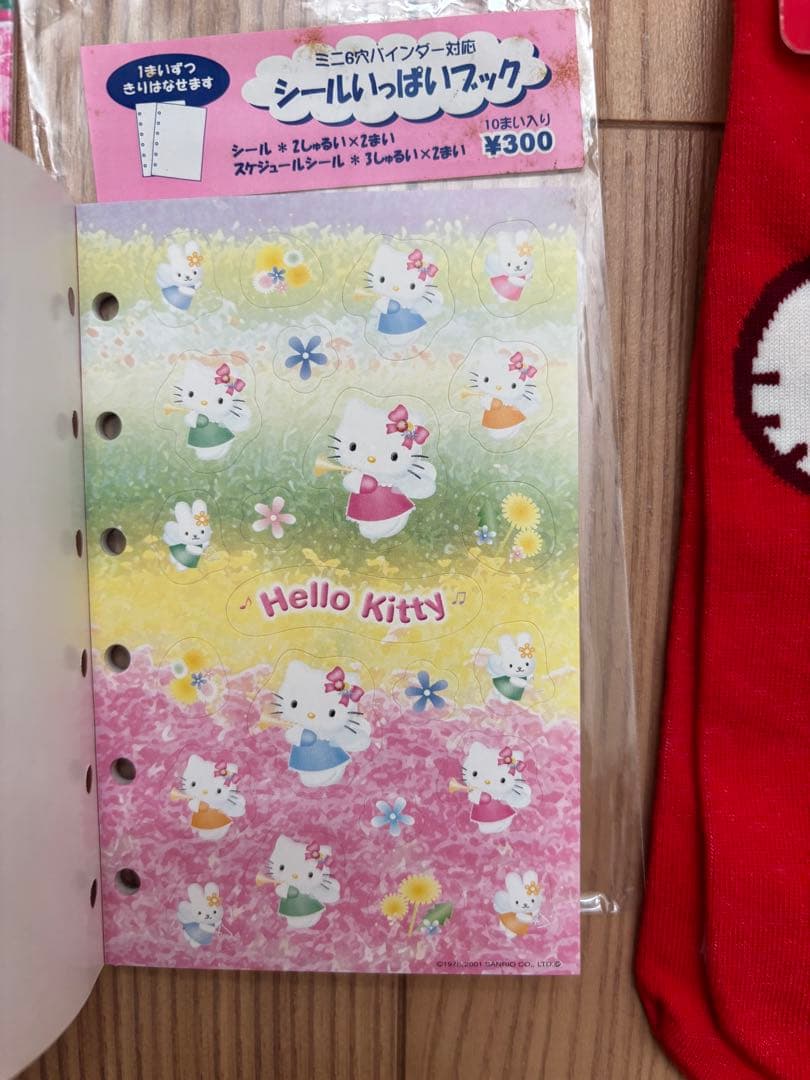 1まいずつ
きりはなせます
ミニ6穴バインダー対応
シールいっぱいブック
シール * 2しゅるい×2まい
スケジュールシール * 3しゅるい×2まい
10まい入り
¥300
♪ Hello Kitty ♫
©1976,2001 SANRIO CO., LTD.®